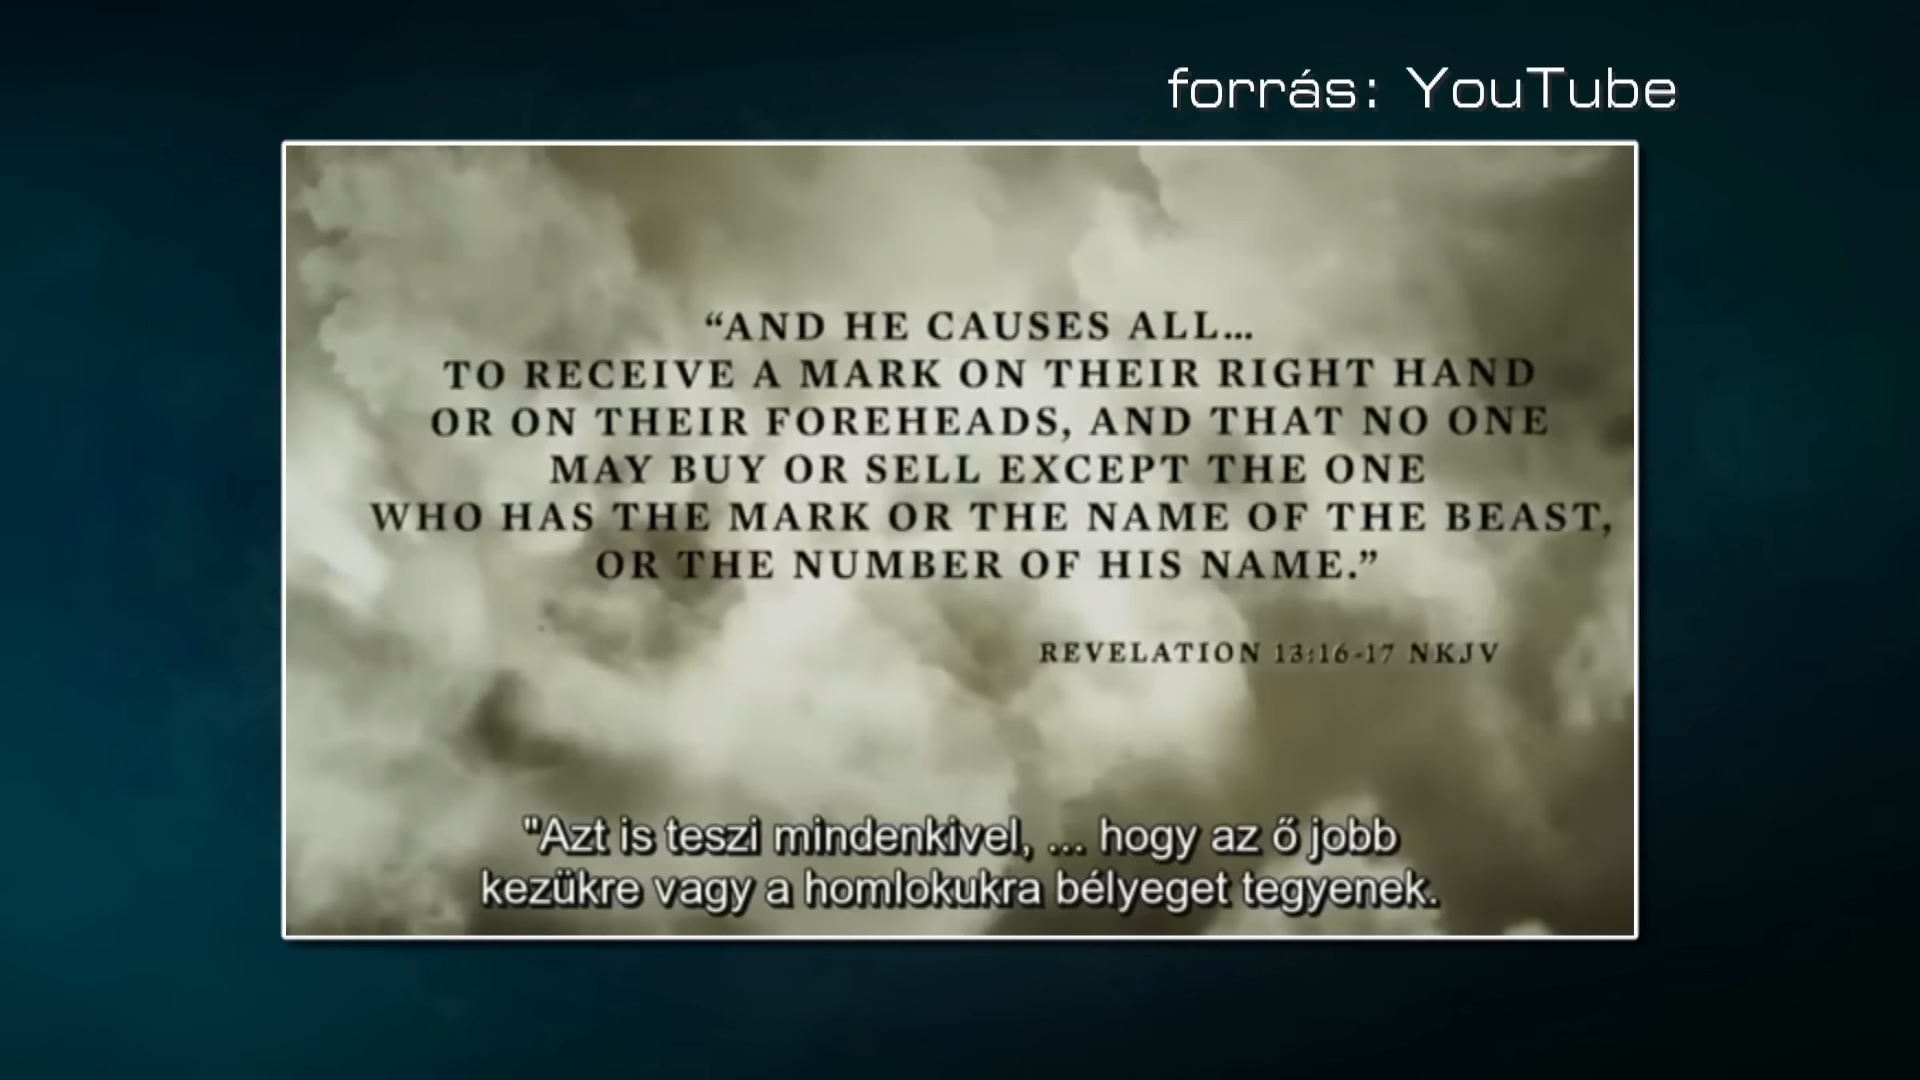 forrás: YouTube
“AND HE CAUSES ALL...
TO RECEIVE A MARK ON THEIR RIGHT HAND
OR ON THEIR FOREHEADS, AND THAT NO ONE
MAY BUY OR SELL EXCEPT THE ONE
WHO HAS THE MARK OR THE NAME OF THE BEAST,
OR THE NUMBER OF HIS NAME.”
REVELATION 13:16-17 NKJV
"Azt is teszi mindenkivel, ... hogy az ő jobb
kezükre vagy a homlokukra bélyeget tegyenek.